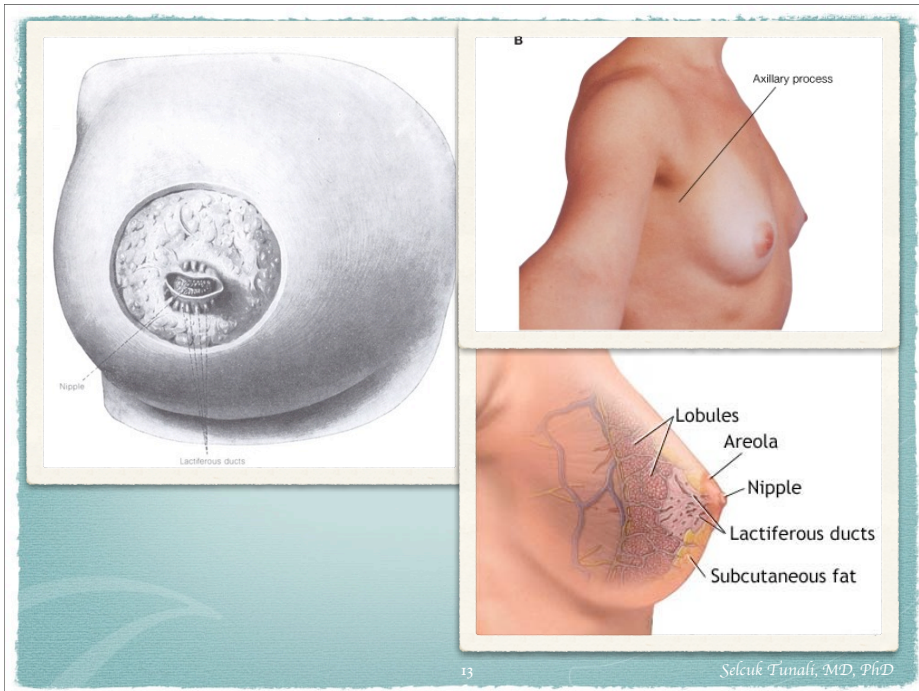 Nipple
Lactiferous ducts
B
Axillary process
Lobules
Areola
Nipple
Lactiferous ducts
Subcutaneous fat
13
Selcuk Tunali, MD, PhD